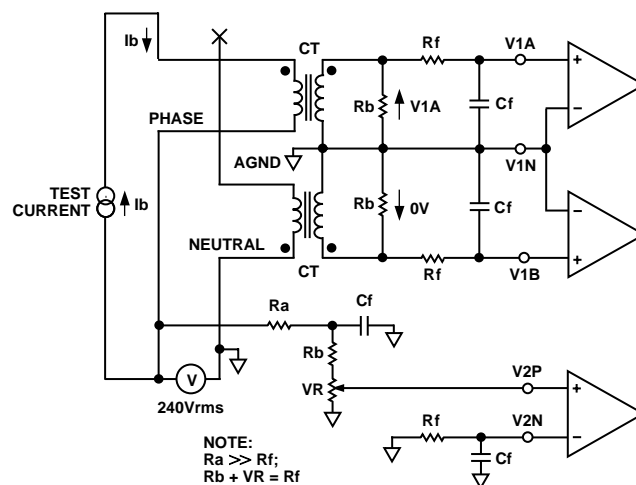 Ib
CT
Rf
V1A
Rb
V1A
Cf
PHASE
AGND
V1N
TEST
CURRENT
Ib
Rb
0V
Cf
NEUTRAL
CT
Rf
V1B
Ra
Cf
Rb
V
240Vrms
VR
V2P
Rf
V2N
Cf
NOTE:
Ra >> Rf;
Rb + VR = Rf